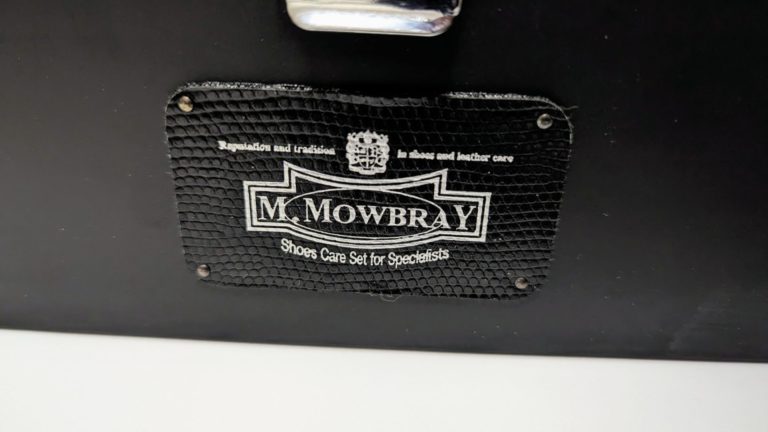 Reputation and tradition in shoes and leather care
M. MOWBRAY
Shoes Care Set for Specialists